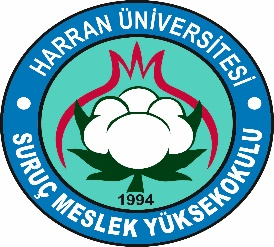 HARRAN ÜNİVERSİTESİ
1994
SURUÇ MESLEK YÜKSEKOKULU